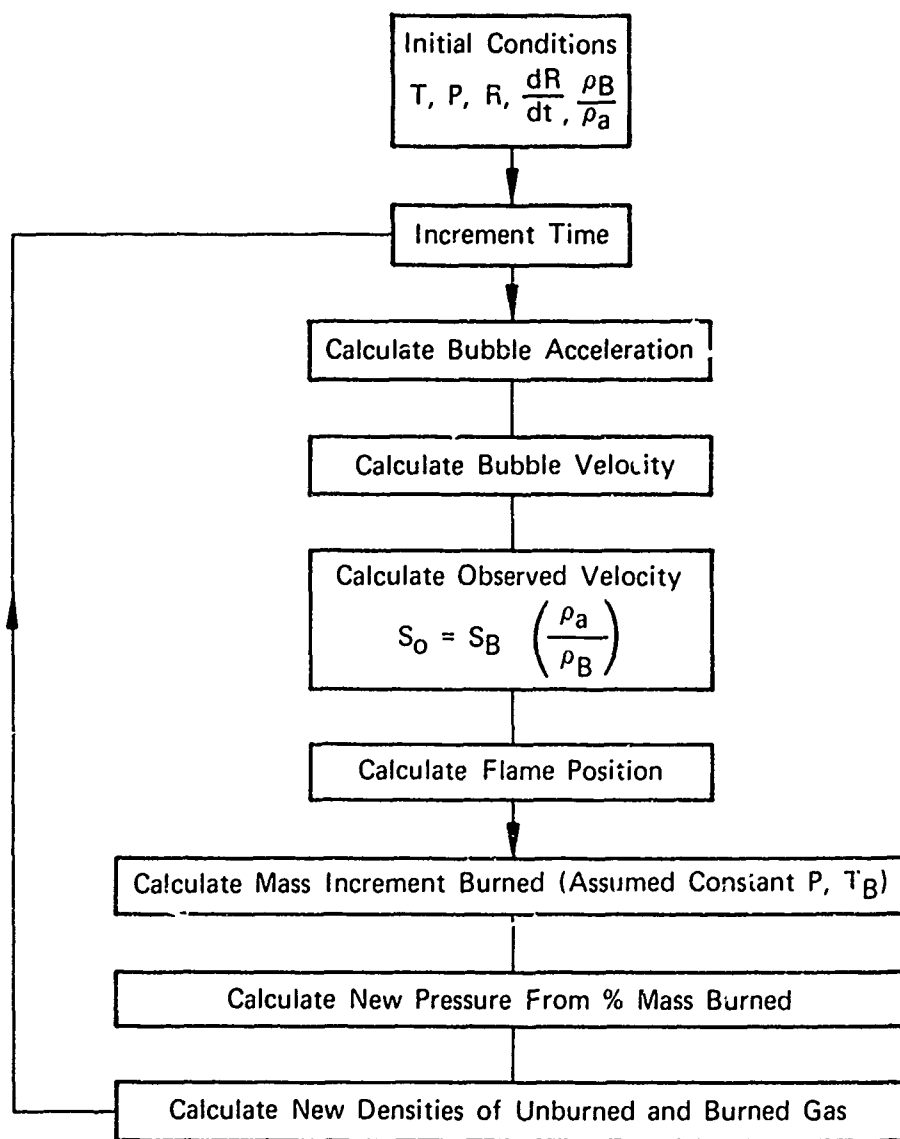 Initial Conditions
T, P, R, dR/dt, ρB/ρa
Increment Time
Calculate Bubble Acceleration
Calculate Bubble Velocity
Calculate Observed Velocity
So = SB (ρa/ρB)
Calculate Flame Position
Calculate Mass Increment Burned (Assumed Constant P, TB)
Calculate New Pressure From % Mass Burned
Calculate New Densities of Unburned and Burned Gas